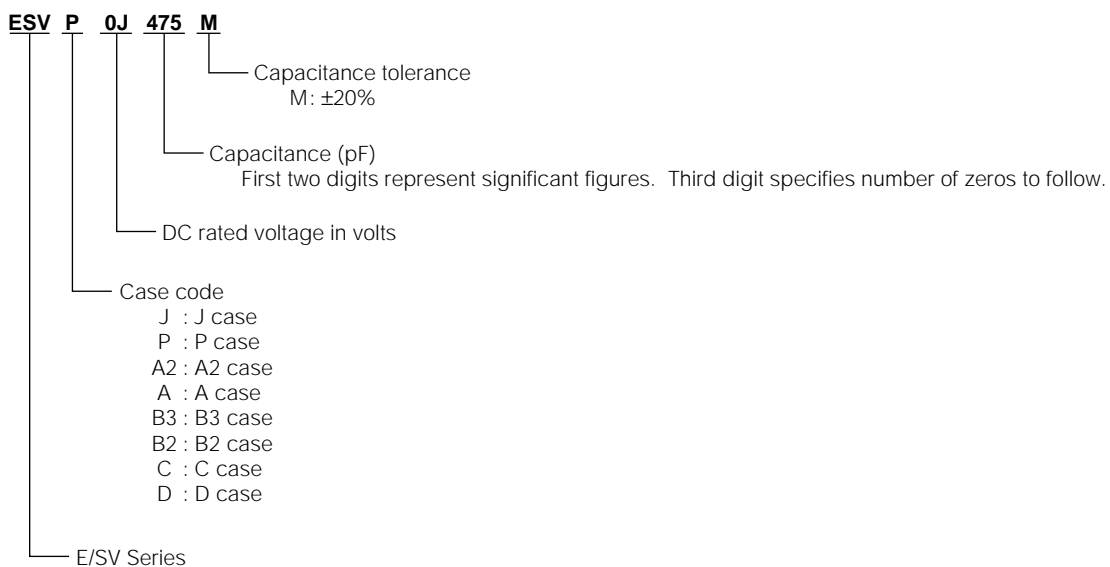 ESV P 0J 475 M
Capacitance tolerance
M: ±20%
Capacitance (pF)
First two digits represent significant figures. Third digit specifies number of zeros to follow.
DC rated voltage in volts
Case code
J : J case
P : P case
A2 : A2 case
A : A case
B3 : B3 case
B2 : B2 case
C : C case
D : D case
E/SV Series